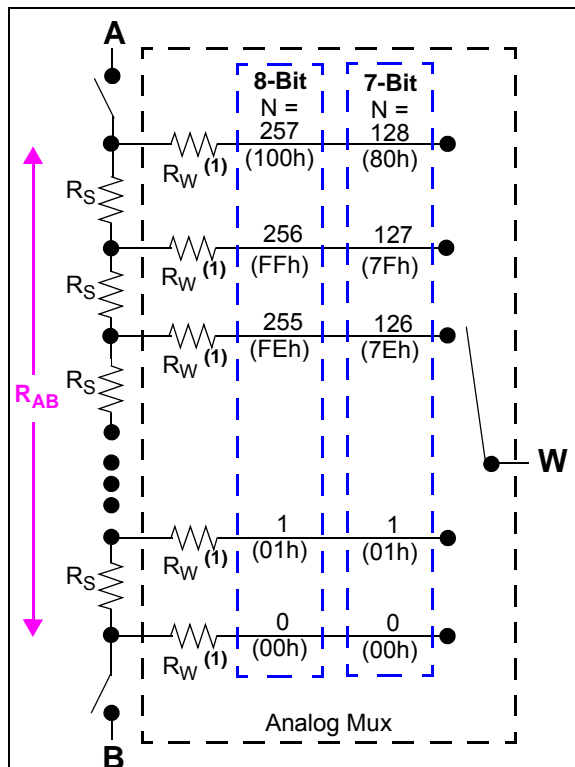 A
8-Bit
N =
7-Bit
N =
257
(100h)
128
(80h)
RW (1)
RS
256
(FFh)
127
(7Fh)
RW (1)
RS
255
(FEh)
126
(7Eh)
RW (1)
RS
RAB
W
1
(01h)
1
(01h)
RW (1)
RS
0
(00h)
0
(00h)
RW (1)
Analog Mux
B